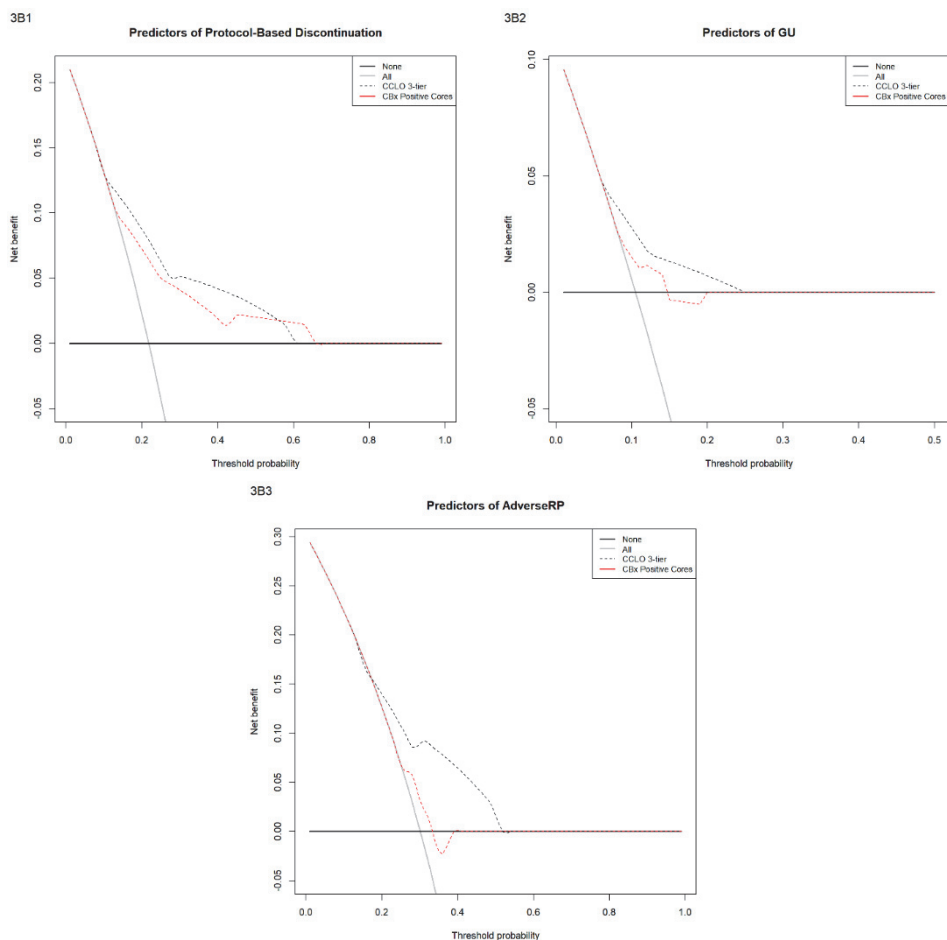 3B1
Predictors of Protocol-Based Discontinuation
None
All
CCLO 3-tier
CBx Positive Cores
Net benefit
0.20
0.15
0.10
0.05
0.00
-0.05
0.0 0.2 0.4 0.6 0.8 1.0
Threshold probability
3B2
Predictors of GU
None
All
CCLO 3-tier
CBx Positive Cores
Net benefit
0.10
0.05
0.00
-0.05
0.0 0.1 0.2 0.3 0.4 0.5
Threshold probability
3B3
Predictors of AdverseRP
None
All
CCLO 3-tier
CBx Positive Cores
Net benefit
0.30
0.25
0.20
0.15
0.10
0.05
0.00
-0.05
0.0 0.2 0.4 0.6 0.8 1.0
Threshold probability